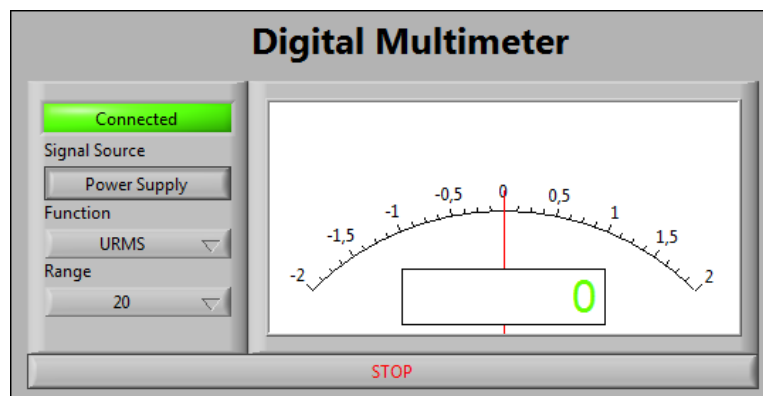 Digital Multimeter
Connected
Signal Source
Power Supply
Function
URMS
Range
20
-2
-1,5
-1
-0,5
0
0,5
1
1,5
2
0
STOP